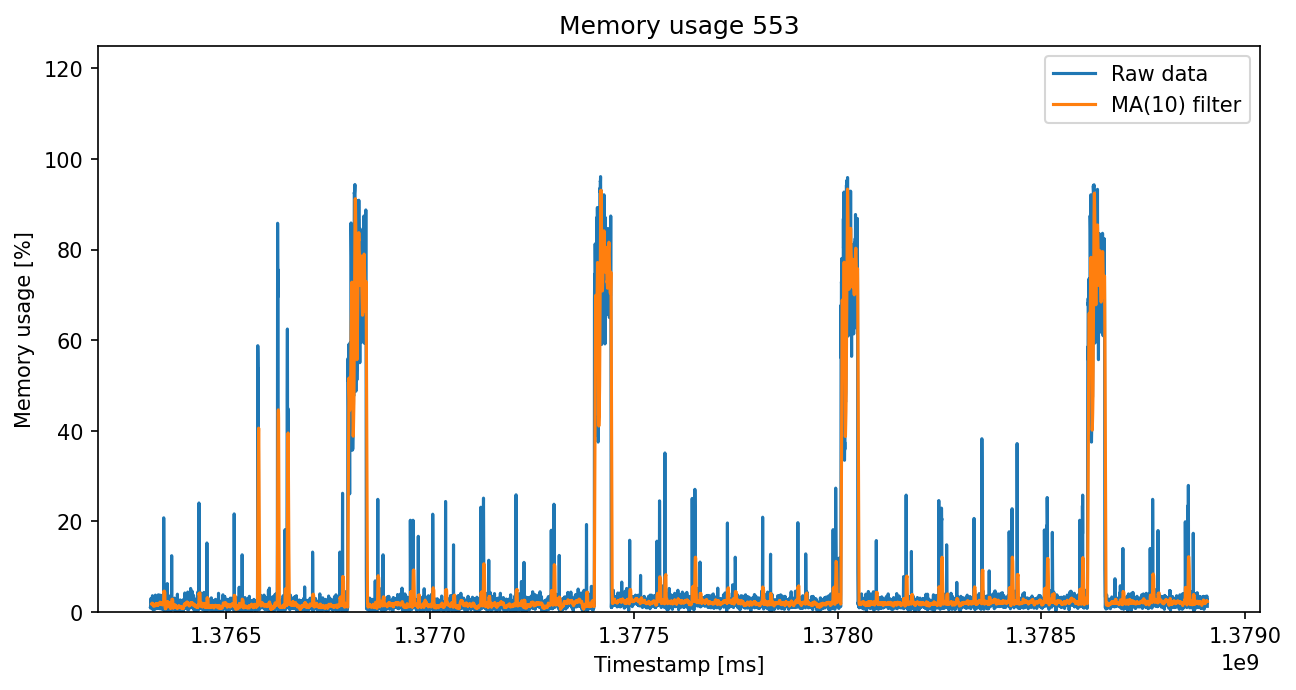 Memory usage 553
Raw data
MA(10) filter
Memory usage [%]
120
100
80
60
40
20
0
1.3765 1.3770 1.3775 1.3780 1.3785 1.3790
1e9
Timestamp [ms]